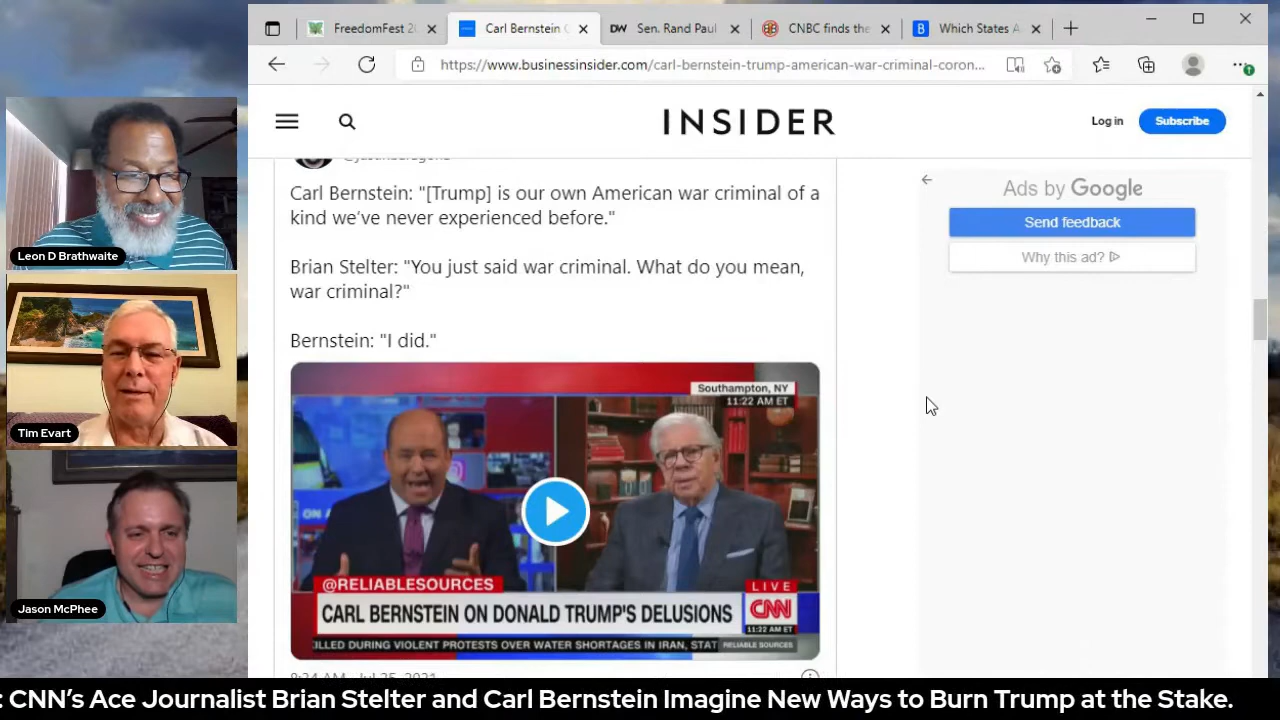 FreedomFest 2
Carl Bernstein
DW Sen. Rand Paul
CNBC finds the
B Which States A
https://www.businessinsider.com/carl-bernstein-trump-american-war-criminal-coron...
INSIDER
Log in
Subscribe
Carl Bernstein: "[Trump] is our own American war criminal of a
kind we've never experienced before."
Brian Stelter: "You just said war criminal. What do you mean,
war criminal?"
Bernstein: "I did."
Southampton, NY
11:22 AM ET
@RELIABLESOURCES
LIVE
CARL BERNSTEIN ON DONALD TRUMP'S DELUSIONS
CNN
11:22 AM ET
ILLED DURING VIOLENT PROTESTS OVER WATER SHORTAGES IN IRAN, STAT
RELIABLE SOURCES
Ads by Google
Send feedback
Why this ad?
Leon D Brathwaite
Tim Evart
Jason McPhee
: CNN's Ace Journalist Brian Stelter and Carl Bernstein Imagine New Ways to Burn Trump at the Stake.